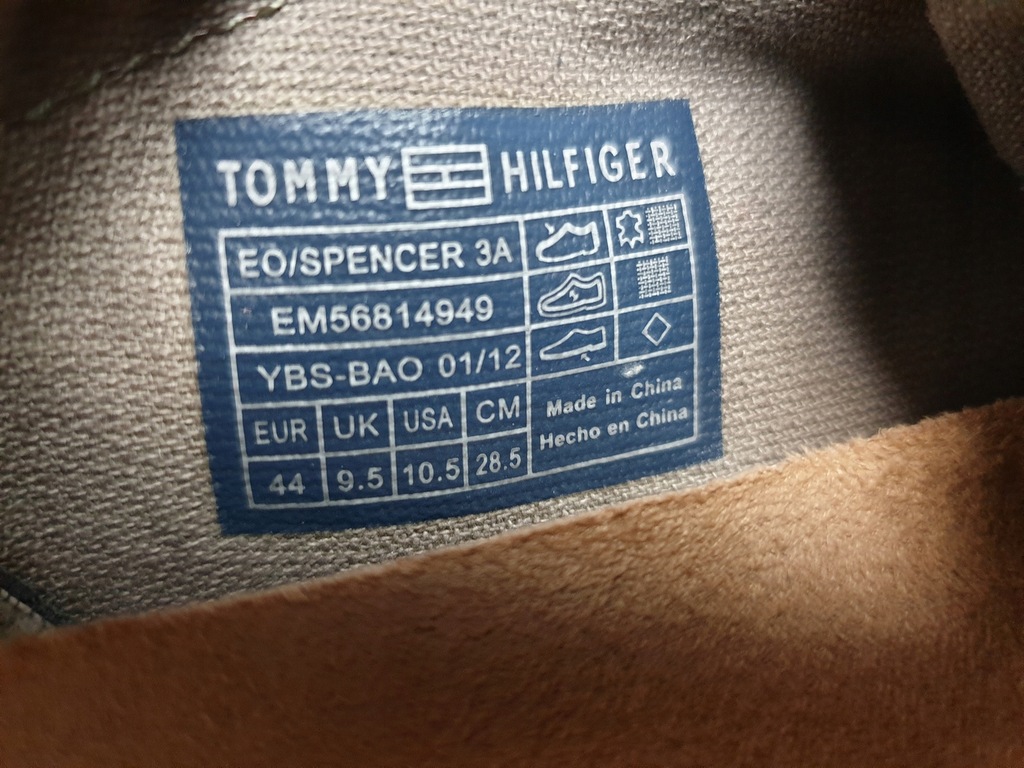 TOMMY HILFIGER
EO/SPENCER 3A
EM56814949
YBS-BAO 01/12
EUR UK USA CM
44 9.5 10.5 28.5
Made in China
Hecho en China